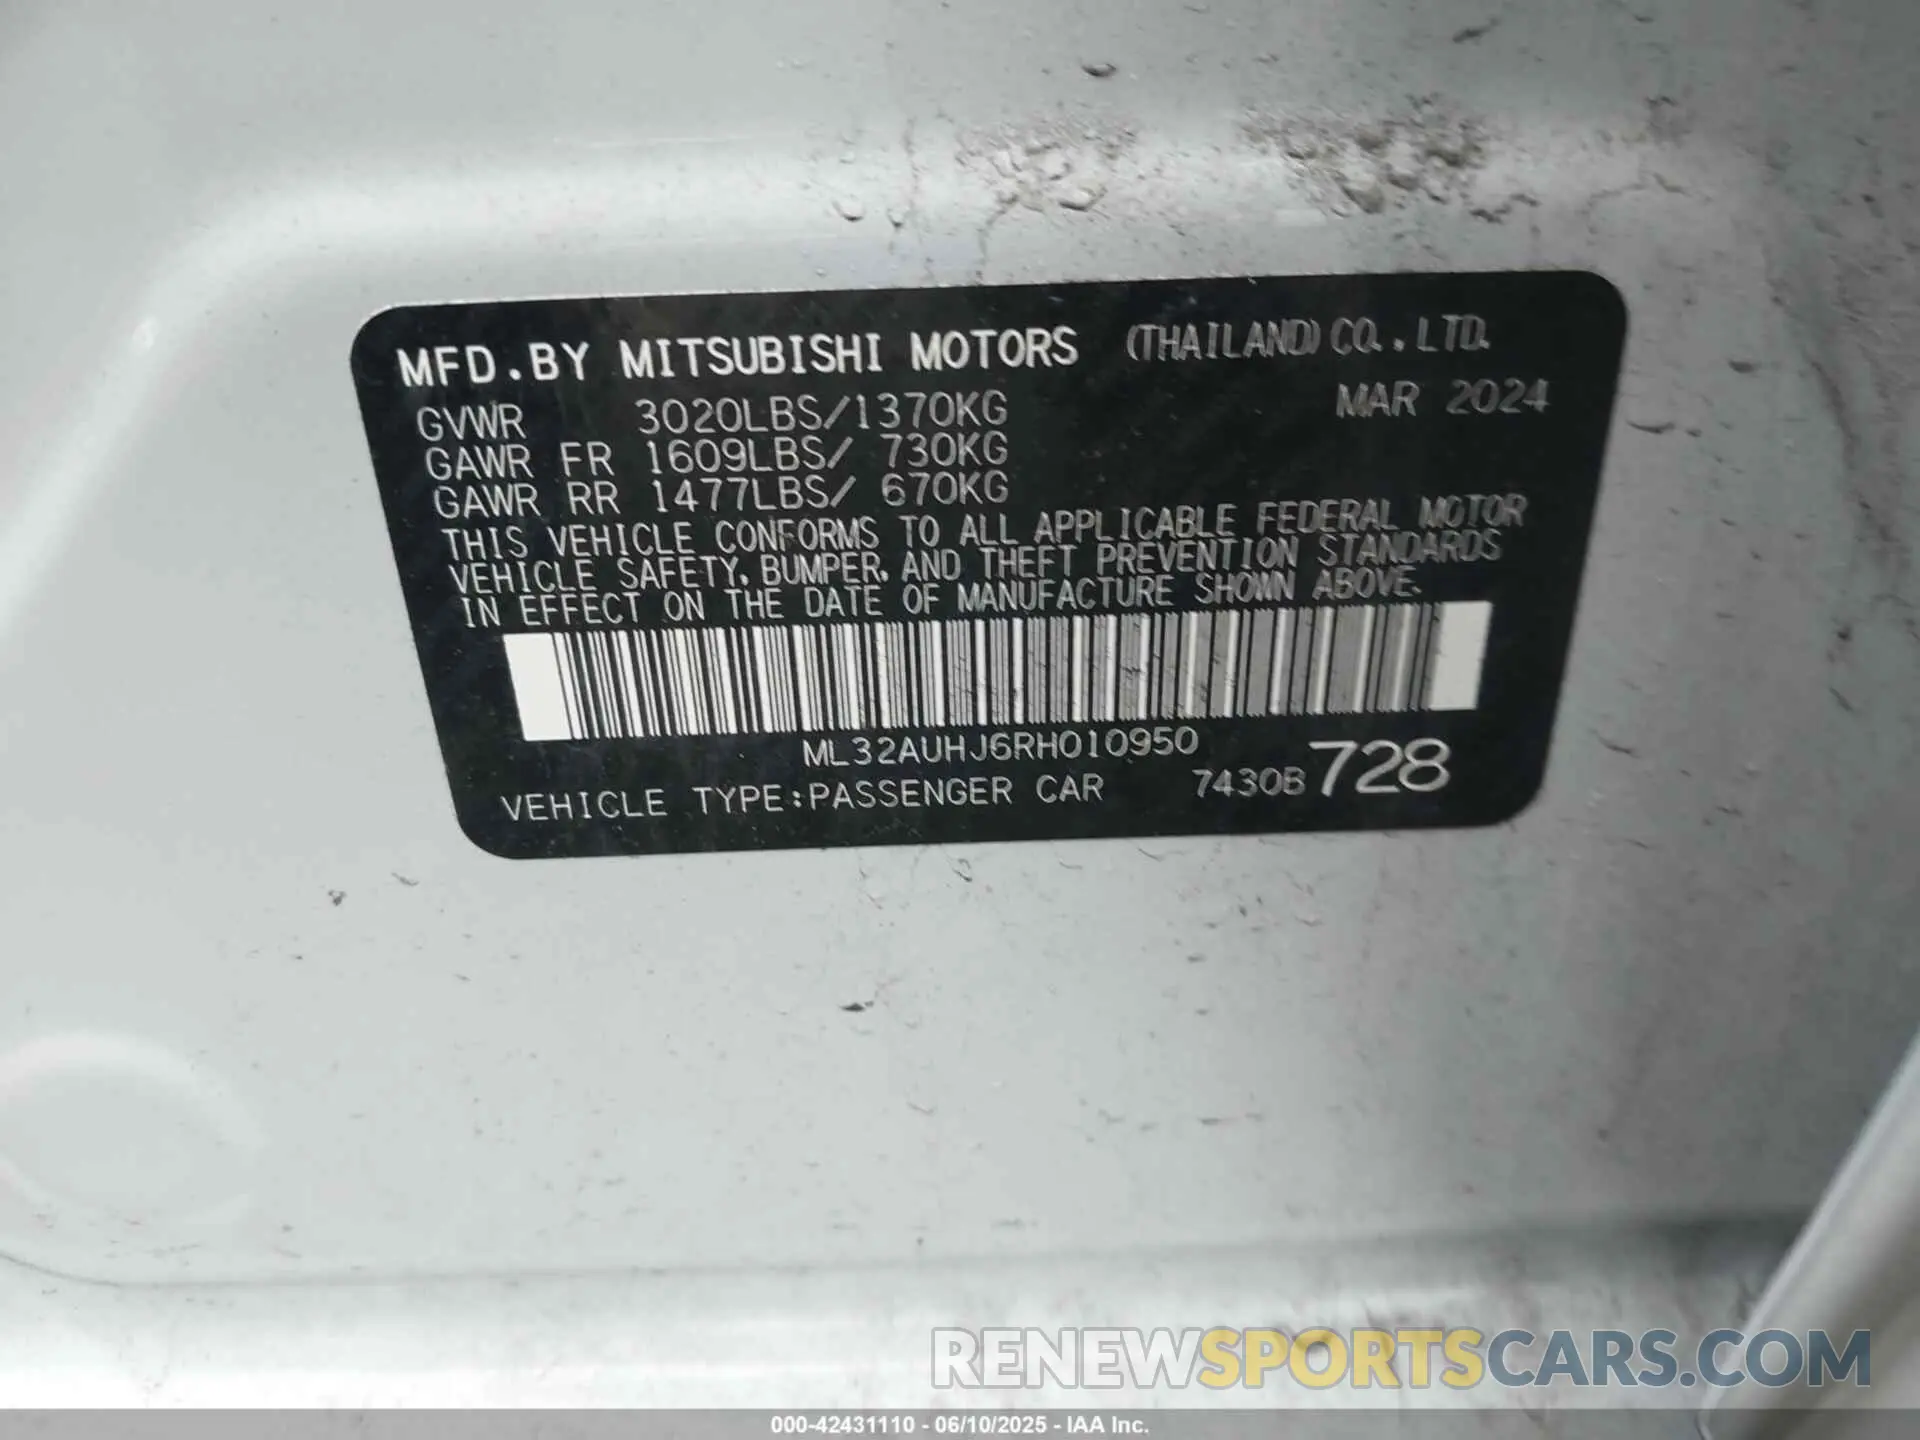 MFD.BY MITSUBISHI MOTORS (THAILAND) CO.,LTD.
GVWR 3020LBS/1370KG MAR 2024
GAWR FR 1609LBS/ 730KG
GAWR RR 1477LBS/ 670KG
THIS VEHICLE CONFORMS TO ALL APPLICABLE FEDERAL MOTOR
VEHICLE SAFETY, BUMPER, AND THEFT PREVENTION STANDARDS
IN EFFECT ON THE DATE OF MANUFACTURE SHOWN ABOVE.
ML32AUHJ6RH010950
VEHICLE TYPE:PASSENGER CAR 7430B 728
RENEWSPORTSCARS.COM
000-42431110 - 06/10/2025 - IAA Inc.